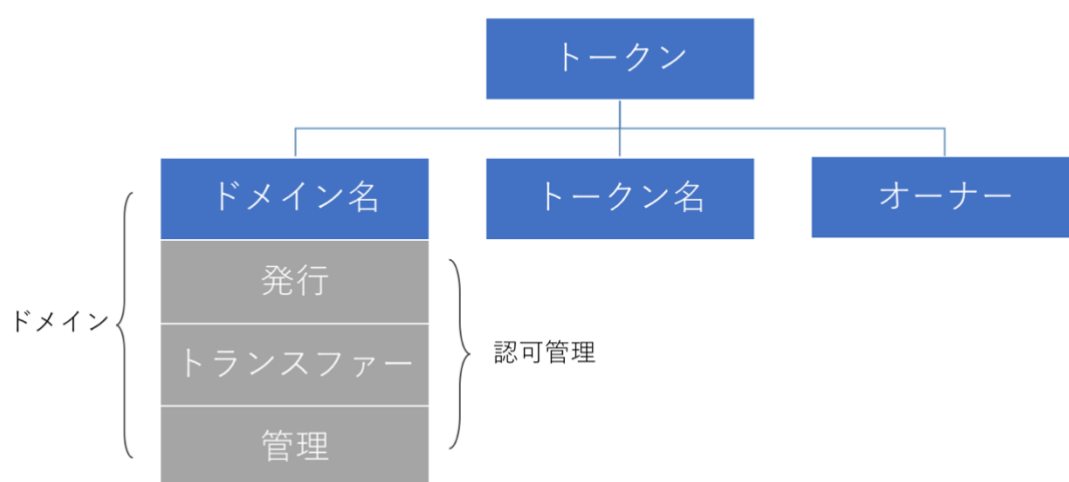 トークン
ドメイン名
トークン名
オーナー
発行
ドメイン
トランスファー
認可管理
管理